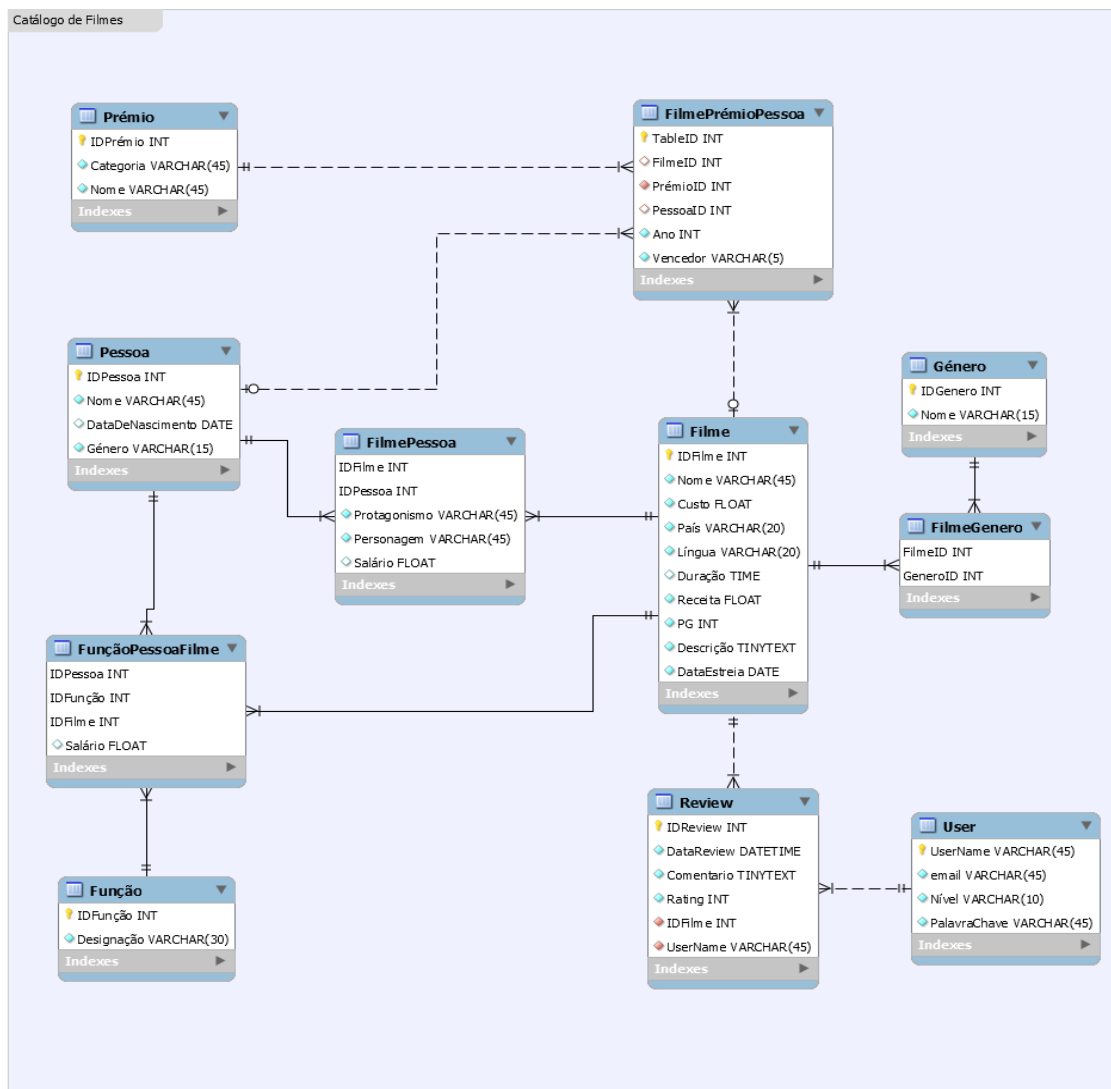 Catálogo de Filmes
Prémio
IDPrémio INT
Categoria VARCHAR(45)
Nome VARCHAR(45)
Indexes
FilmePrémioPessoa
TableID INT
FilmeID INT
PrémioID INT
PessoaID INT
Ano INT
Vencedor VARCHAR(5)
Indexes
Pessoa
IDPessoa INT
Nome VARCHAR(45)
DataDeNascimento DATE
Género VARCHAR(15)
Indexes
FilmePessoa
IDFilme INT
IDPessoa INT
Protagonismo VARCHAR(45)
Personagem VARCHAR(45)
Salário FLOAT
Indexes
Filme
IDFilme INT
Nome VARCHAR(45)
Custo FLOAT
País VARCHAR(20)
Língua VARCHAR(20)
Duração TIME
Receita FLOAT
PG INT
Descrição TINYTEXT
DataEstreia DATE
Indexes
Género
IDGenero INT
Nome VARCHAR(15)
Indexes
FilmeGenero
FilmeID INT
GeneroID INT
Indexes
FunçãoPessoaFilme
IDPessoa INT
IDFunção INT
IDFilme INT
Salário FLOAT
Indexes
Função
IDFunção INT
Designação VARCHAR(30)
Indexes
Review
IDReview INT
DataReview DATETIME
Comentario TINYTEXT
Rating INT
IDFilme INT
UserName VARCHAR(45)
Indexes
User
UserName VARCHAR(45)
email VARCHAR(45)
Nível VARCHAR(10)
PalavraChave VARCHAR(45)
Indexes